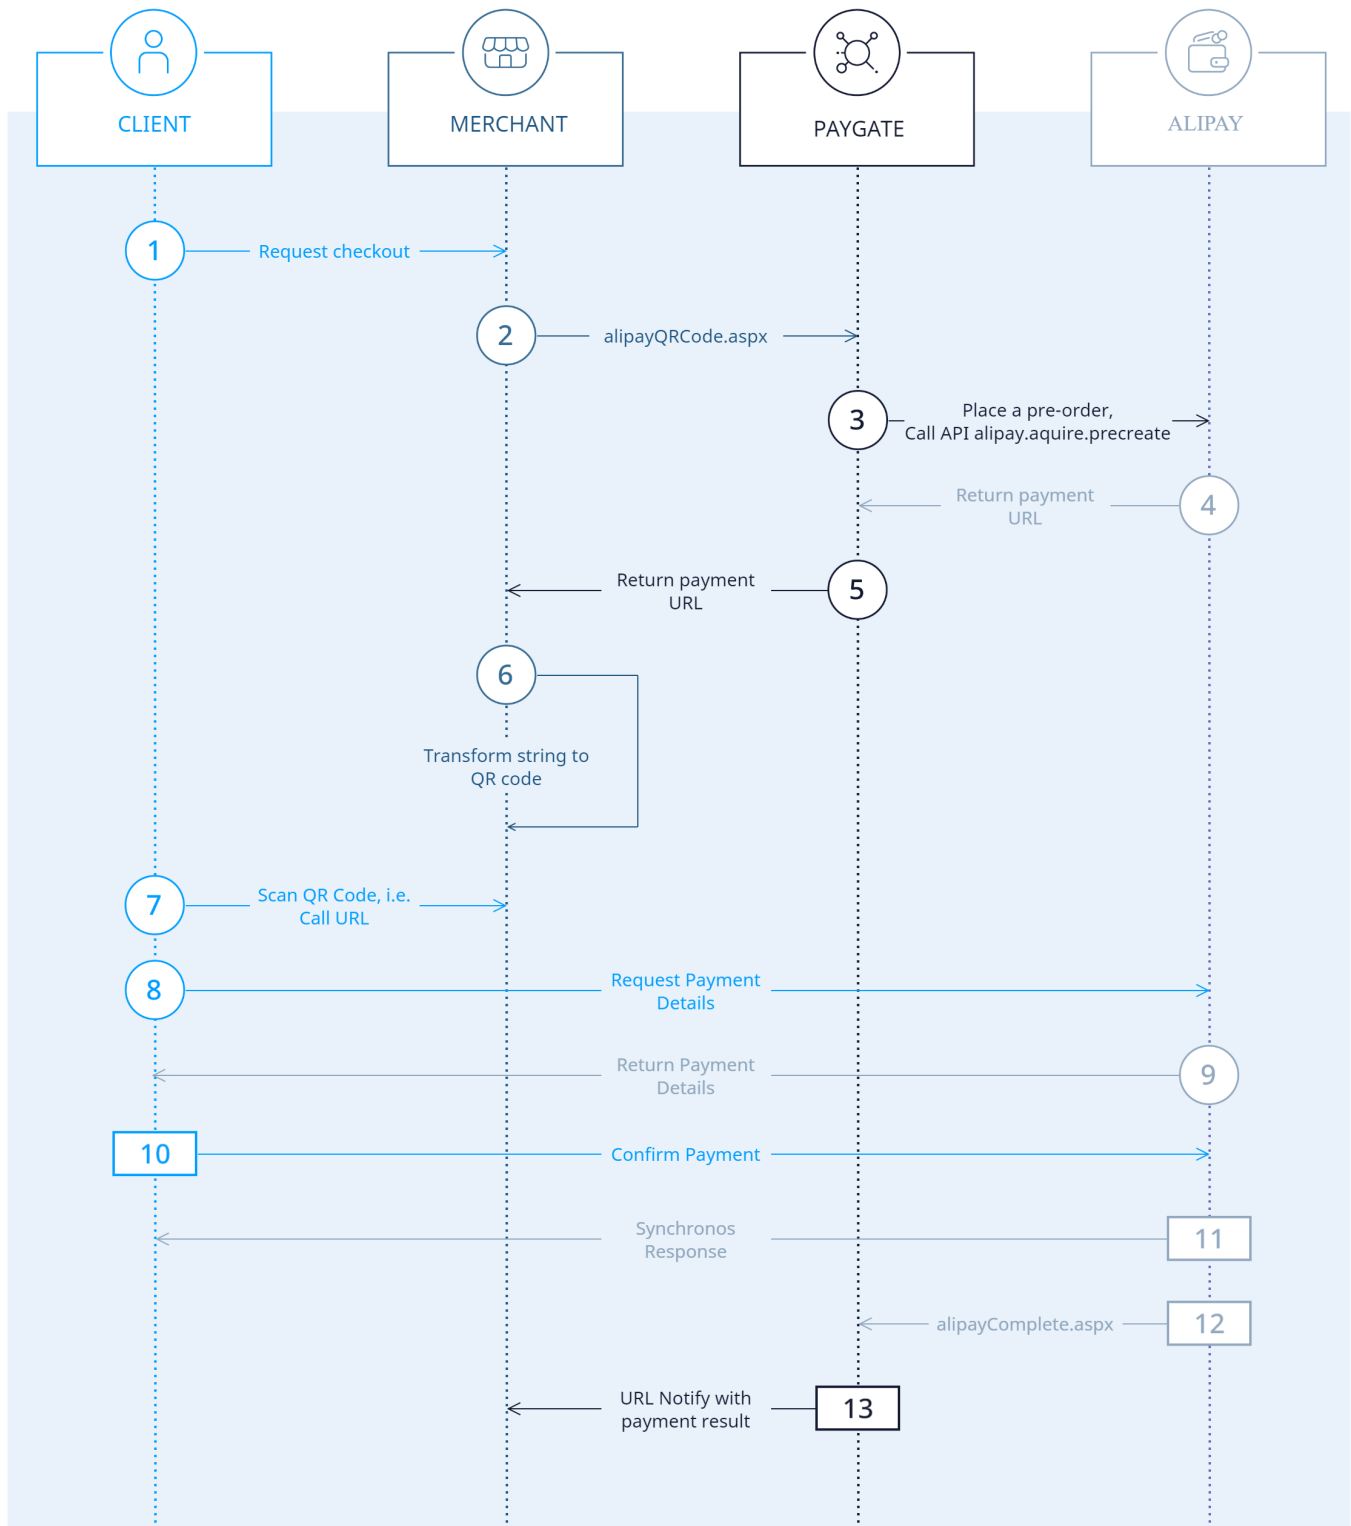 CLIENT
MERCHANT
PAYGATE
ALIPAY
1
Request checkout
2
alipayQRCode.aspx
3
Place a pre-order,
Call API alipay.aquire.precreate
Return payment
URL
4
Return payment
URL
5
6
Transform string to
QR code
7
Scan QR Code, i.e.
Call URL
8
Request Payment
Details
Return Payment
Details
9
10
Confirm Payment
Synchronos
Response
11
alipayComplete.aspx
12
URL Notify with
payment result
13